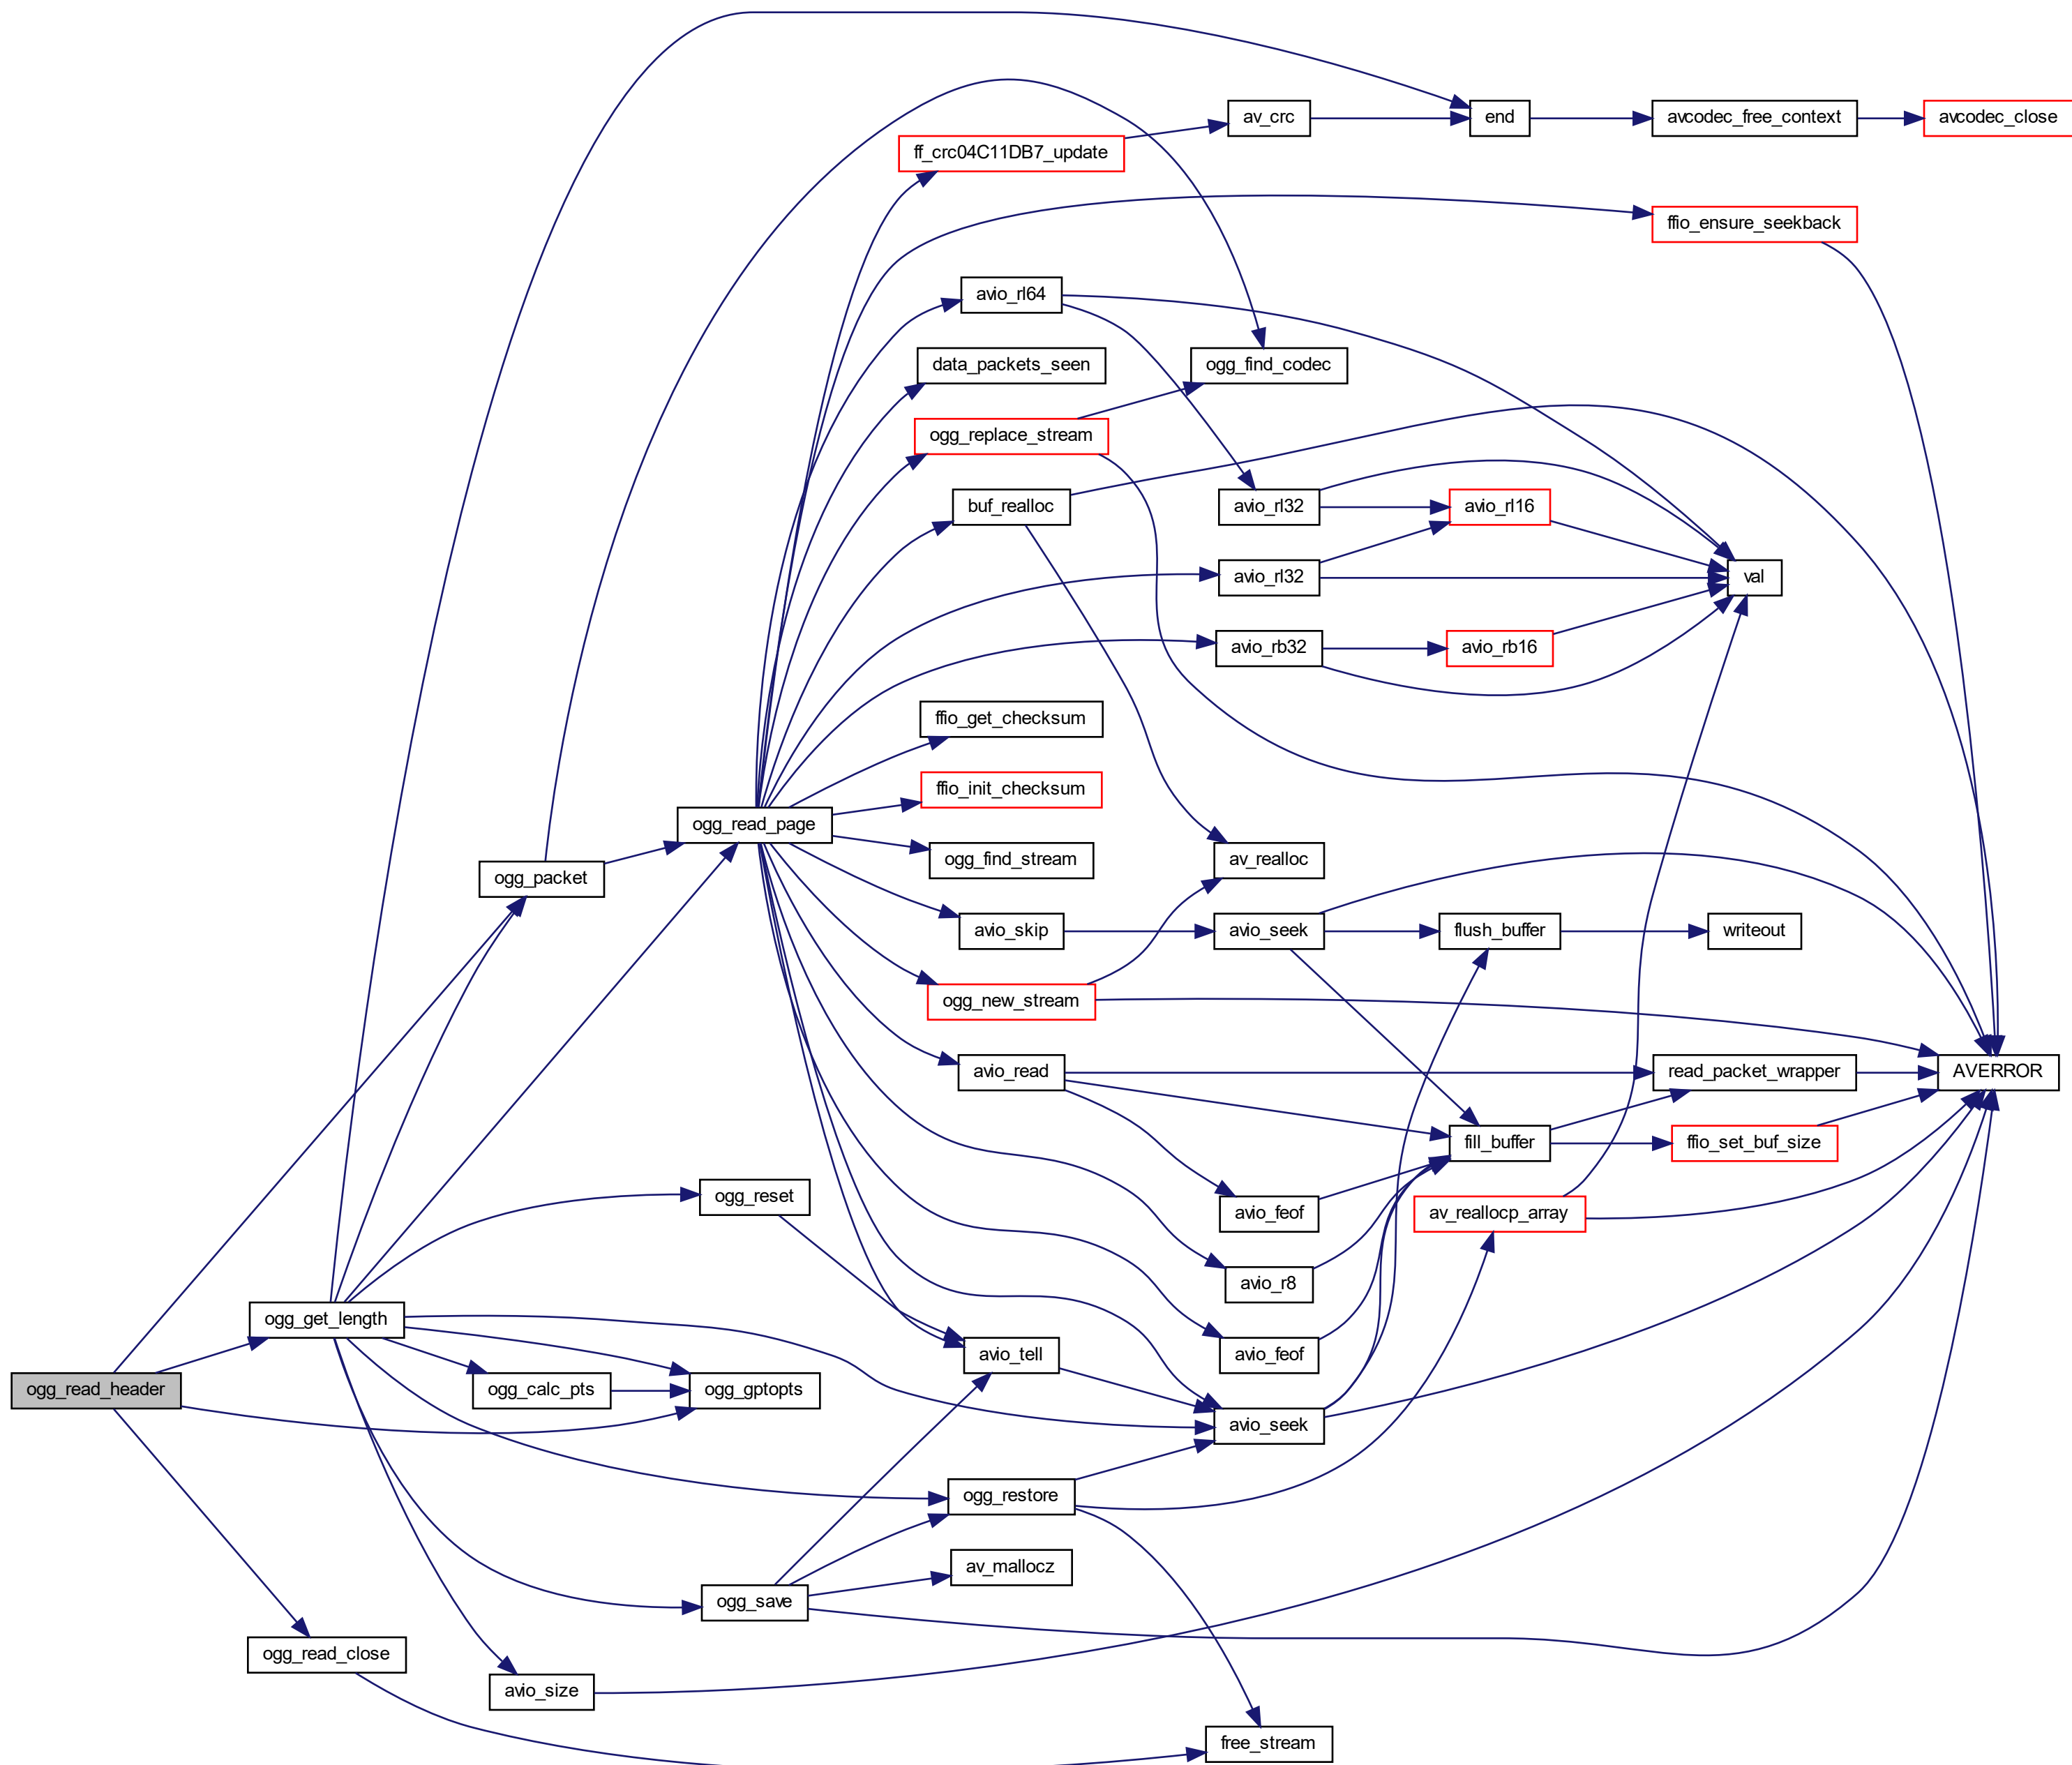 av_crc
end
avcodec_free_context
avcodec_close
ff_crc04C11DB7_update
ffio_ensure_seekback
avio_rl64
data_packets_seen
ogg_find_codec
ogg_replace_stream
buf_realloc
avio_rl32
avio_rl16
avio_rl32
val
avio_rb32
avio_rb16
ffio_get_checksum
ffio_init_checksum
ogg_read_page
ogg_find_stream
av_realloc
ogg_packet
avio_skip
avio_seek
flush_buffer
writeout
ogg_new_stream
avio_read
read_packet_wrapper
AVERROR
fill_buffer
ffio_set_buf_size
ogg_reset
avio_feof
av_reallocp_array
avio_r8
ogg_get_length
avio_tell
avio_feof
ogg_read_header
ogg_calc_pts
ogg_gptopts
avio_seek
ogg_restore
av_mallocz
ogg_save
ogg_read_close
avio_size
free_stream